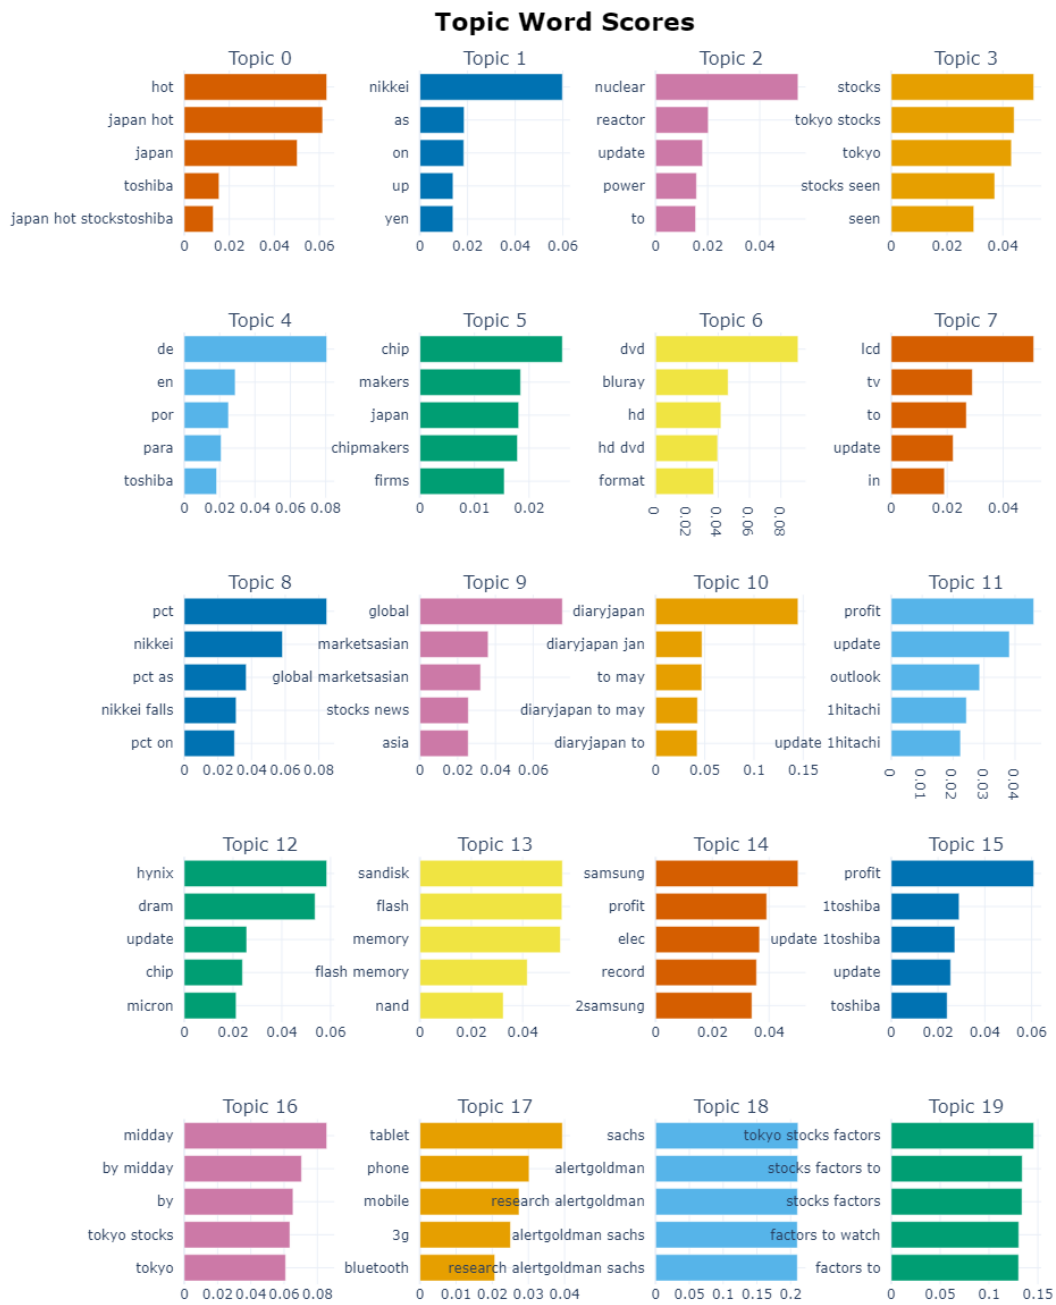 Topic Word Scores
Topic 0
hot
japan hot
japan
toshiba
japan hot stockstoshiba
0 0.02 0.04 0.06
Topic 1
nikkei
as
on
up
yen
0 0.02 0.04 0.06
Topic 2
nuclear
reactor
update
power
to
0 0.02 0.04
Topic 3
stocks
tokyo stocks
tokyo
stocks seen
seen
0 0.02 0.04
Topic 4
de
en
por
para
toshiba
0 0.02 0.04 0.06 0.08
Topic 5
chip
makers
japan
chipmakers
firms
0 0.01 0.02
Topic 6
dvd
bluray
hd
hd dvd
format
0 0.02 0.04 0.06 0.08
Topic 7
lcd
tv
to
update
in
0 0.02 0.04
Topic 8
pct
nikkei
pct as
nikkei falls
pct on
0 0.02 0.04 0.06 0.08
Topic 9
global
marketsasian
global marketsasian
stocks news
asia
0 0.02 0.04 0.06
Topic 10
diaryjapan
diaryjapan jan
to may
diaryjapan to may
diaryjapan to
0 0.05 0.1 0.15
Topic 11
profit
update
outlook
1hitachi
update 1hitachi
0 0.01 0.02 0.03 0.04
Topic 12
hynix
dram
update
chip
micron
0 0.02 0.04 0.06
Topic 13
sandisk
flash
memory
flash memory
nand
0 0.02 0.04
Topic 14
samsung
profit
elec
record
2samsung
0 0.02 0.04
Topic 15
profit
1toshiba
update 1toshiba
update
toshiba
0 0.02 0.04 0.06
Topic 16
midday
by midday
by
tokyo stocks
tokyo
0 0.02 0.04 0.06 0.08
Topic 17
tablet
phone
mobile
3g
bluetooth
0 0.01 0.02 0.03 0.04
Topic 18
sachs
alertgoldman
research alertgoldman
alertgoldman sachs
research alertgoldman sachs
0 0.05 0.1 0.15 0.2
Topic 19
tokyo stocks factors
stocks factors to
stocks factors
factors to watch
factors to
0 0.05 0.1 0.15